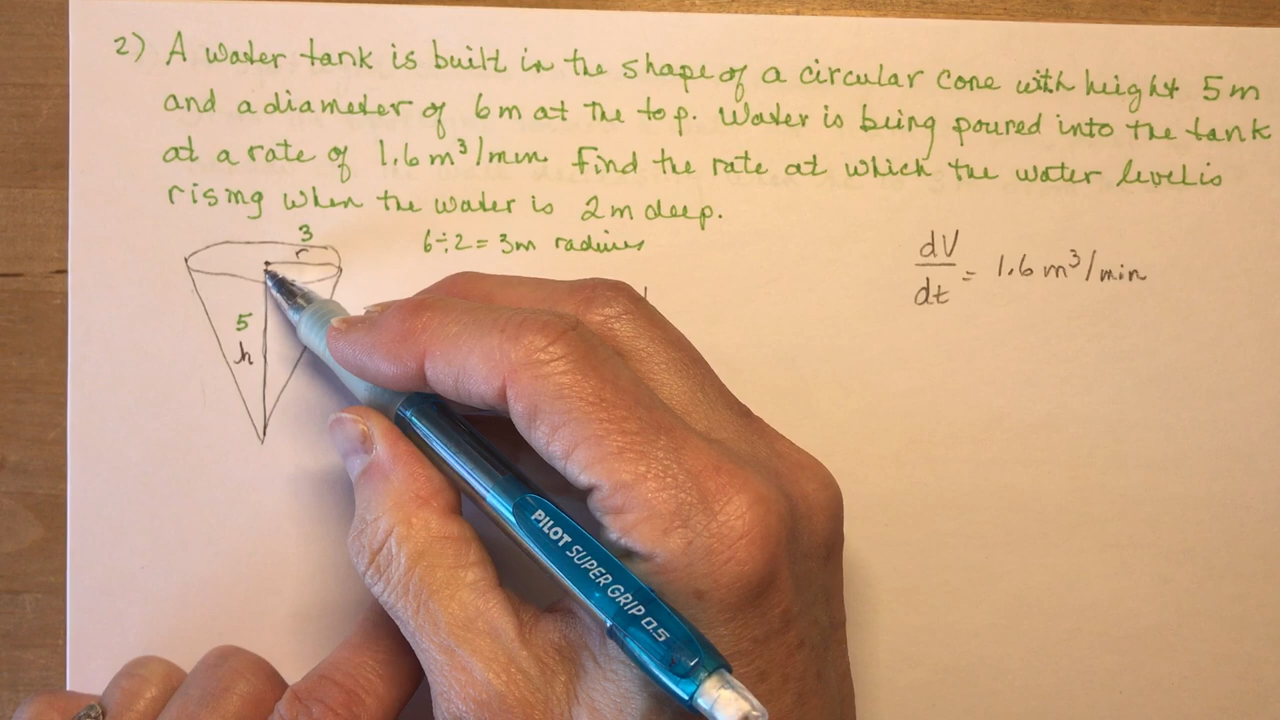 2) A water tank is built in the shape of a circular cone with height 5m
and a diameter of 6m at the top. Water is being poured into the tank
at a rate of 1.6 m³/min Find the rate at which the water level is
rising when the water is 2m deep.
3
6÷2=3m radius
r
dV/dt = 1.6 m³/min
5
h
PILOT SUPER GRIP 0.5